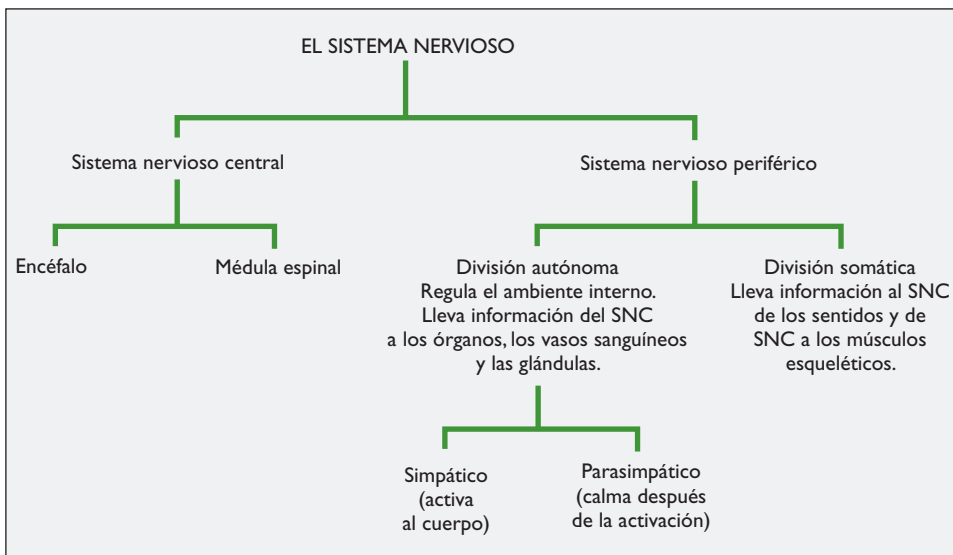 EL SISTEMA NERVIOSO
Sistema nervioso central
Sistema nervioso periférico
Encéfalo
Médula espinal
División autónoma
Regula el ambiente interno.
Lleva información del SNC
a los órganos, los vasos sanguíneos
y las glándulas.
División somática
Lleva información al SNC
de los sentidos y de
SNC a los músculos
esqueléticos.
Simpático
(activa
al cuerpo)
Parasimpático
(calma después
de la activación)